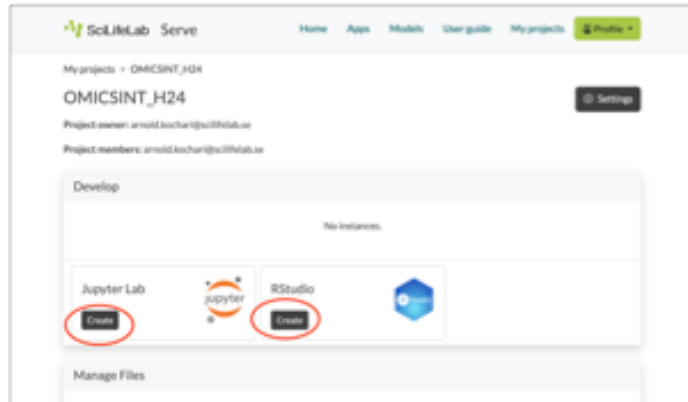 SciLifeLab Serve Home Apps Models User guide My projects Profile
My projects > OMICSINT_H24
OMICSINT_H24
Settings
Project owner: arnold.kochari@scilifelab.se
Project members: arnold.kochari@scilifelab.se
Develop
No instances.
Jupyter Lab
jupyter
Create
RStudio
Studio
Create
Manage Files